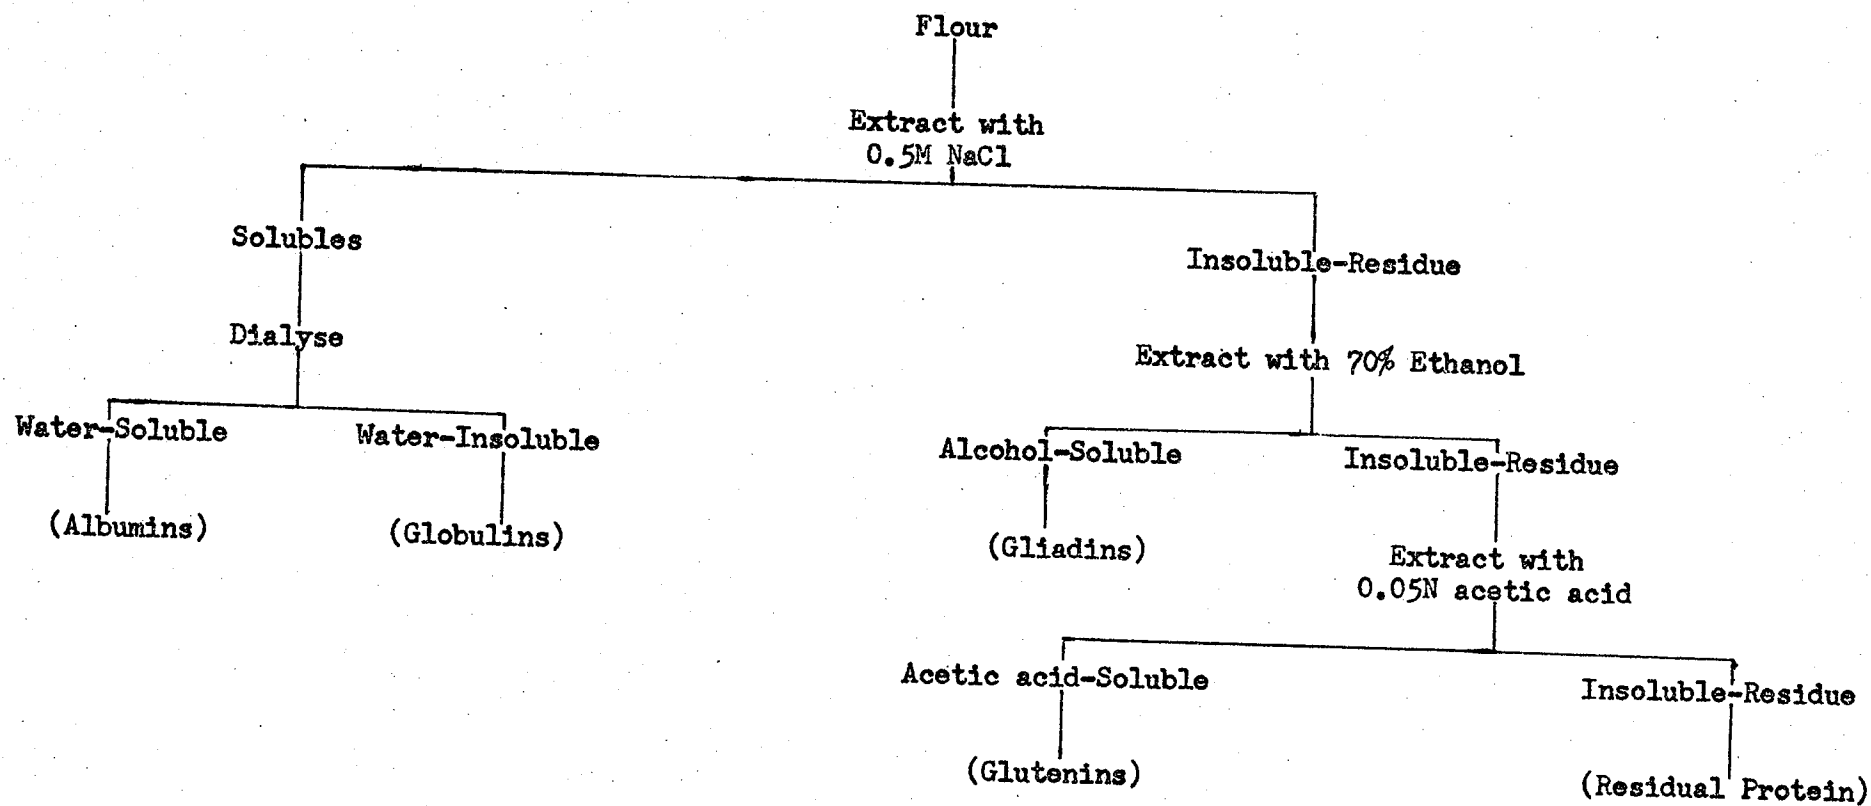 Flour
Extract with
0.5M NaCl
Solubles
Insoluble-Residue
Dialyse
Extract with 70% Ethanol
Water-Soluble
Water-Insoluble
Alcohol-Soluble
Insoluble-Residue
(Albumins)
(Globulins)
(Gliadins)
Extract with
0.05N acetic acid
Acetic acid-Soluble
Insoluble-Residue
(Glutenins)
(Residual Protein)